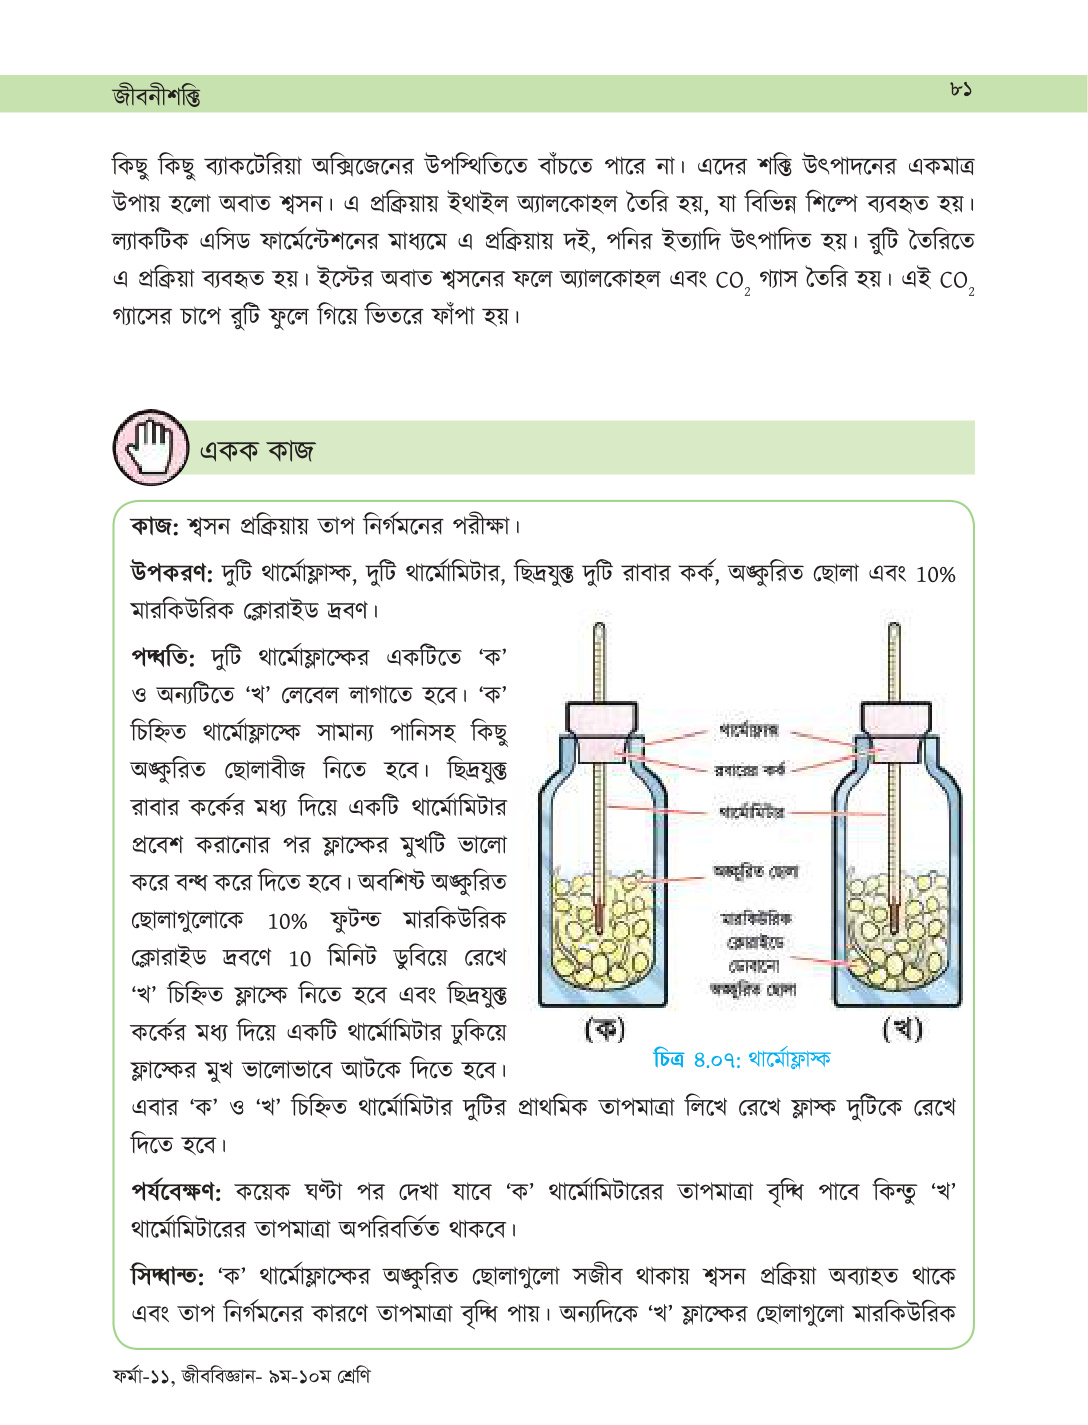 জীবনীশক্তি
৮১
কিছু কিছু ব্যাকটেরিয়া অক্সিজেনের উপস্থিতিতে বাঁচতে পারে না। এদের শক্তি উৎপাদনের একমাত্র
উপায় হলো অবাত শ্বসন। এ প্রক্রিয়ায় ইথাইল অ্যালকোহল তৈরি হয়, যা বিভিন্ন শিল্পে ব্যবহৃত হয়।
ল্যাকটিক এসিড ফার্মেন্টেশনের মাধ্যমে এ প্রক্রিয়ায় দই, পনির ইত্যাদি উৎপাদিত হয়। রুটি তৈরিতে
এ প্রক্রিয়া ব্যবহৃত হয়। ইস্টের অবাত শ্বসনের ফলে অ্যালকোহল এবং CO₂ গ্যাস তৈরি হয়। এই CO₂
গ্যাসের চাপে রুটি ফুলে গিয়ে ভিতরে ফাঁপা হয়।
একক কাজ
কাজ: শ্বসন প্রক্রিয়ায় তাপ নির্গমনের পরীক্ষা।
উপকরণ: দুটি থার্মোফ্লাস্ক, দুটি থার্মোমিটার, ছিদ্রযুক্ত দুটি রাবার কর্ক, অঙ্কুরিত ছোলা এবং 10%
মারকিউরিক ক্লোরাইড দ্রবণ।
পদ্ধতি: দুটি থার্মোফ্লাস্কের একটিতে ‘ক’
ও অন্যটিতে ‘খ’ লেবেল লাগাতে হবে। ‘ক’
চিহ্নিত থার্মোফ্লাস্কে সামান্য পানিসহ কিছু
অঙ্কুরিত ছোলাবীজ নিতে হবে। ছিদ্রযুক্ত
রাবার কর্কের মধ্য দিয়ে একটি থার্মোমিটার
প্রবেশ করানোর পর ফ্লাস্কের মুখটি ভালো
করে বন্ধ করে দিতে হবে। অবশিষ্ট অঙ্কুরিত
ছোলাগুলোকে 10% ফুটন্ত মারকিউরিক
ক্লোরাইড দ্রবণে 10 মিনিট ডুবিয়ে রেখে
‘খ’ চিহ্নিত ফ্লাস্কে নিতে হবে এবং ছিদ্রযুক্ত
কর্কের মধ্য দিয়ে একটি থার্মোমিটার ঢুকিয়ে
ফ্লাস্কের মুখ ভালোভাবে আটকে দিতে হবে।
থার্মোফ্লাস্ক
রবারের কর্ক
থার্মোমিটার
অঙ্কুরিত ছোলা
মারকিউরিক
ক্লোরাইডে
ডোবানো
অঙ্কুরিত ছোলা
(ক)
(খ)
চিত্র ৪.০৭: থার্মোফ্লাস্ক
এবার ‘ক’ ও ‘খ’ চিহ্নিত থার্মোমিটার দুটির প্রাথমিক তাপমাত্রা লিখে রেখে ফ্লাস্ক দুটিকে রেখে
দিতে হবে।
পর্যবেক্ষণ: কয়েক ঘণ্টা পর দেখা যাবে ‘ক’ থার্মোমিটারের তাপমাত্রা বৃদ্ধি পাবে কিন্তু ‘খ’
থার্মোমিটারের তাপমাত্রা অপরিবর্তিত থাকবে।
সিদ্ধান্ত: ‘ক’ থার্মোফ্লাস্কের অঙ্কুরিত ছোলাগুলো সজীব থাকায় শ্বসন প্রক্রিয়া অব্যাহত থাকে
এবং তাপ নির্গমনের কারণে তাপমাত্রা বৃদ্ধি পায়। অন্যদিকে ‘খ’ ফ্লাস্কের ছোলাগুলো মারকিউরিক
ফর্মা-১১, জীববিজ্ঞান- ৯ম-১০ম শ্রেণি